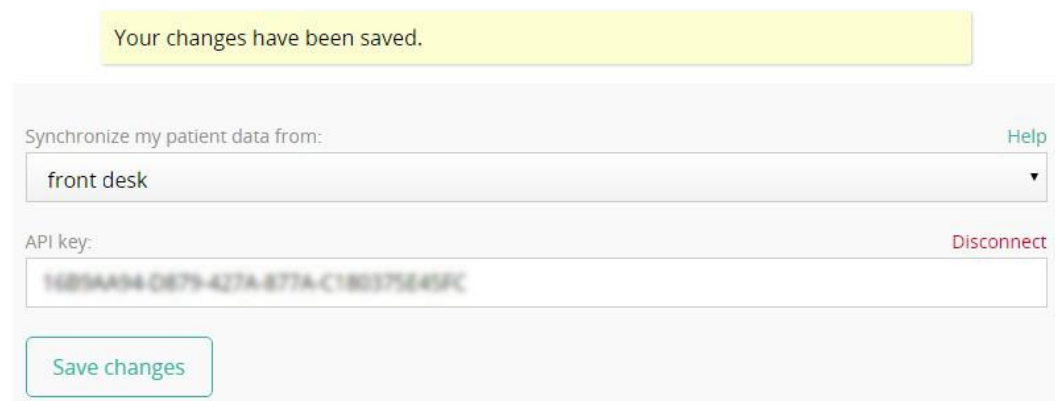 Your changes have been saved.
Synchronize my patient data from: Help
front desk
API key: Disconnect
Save changes